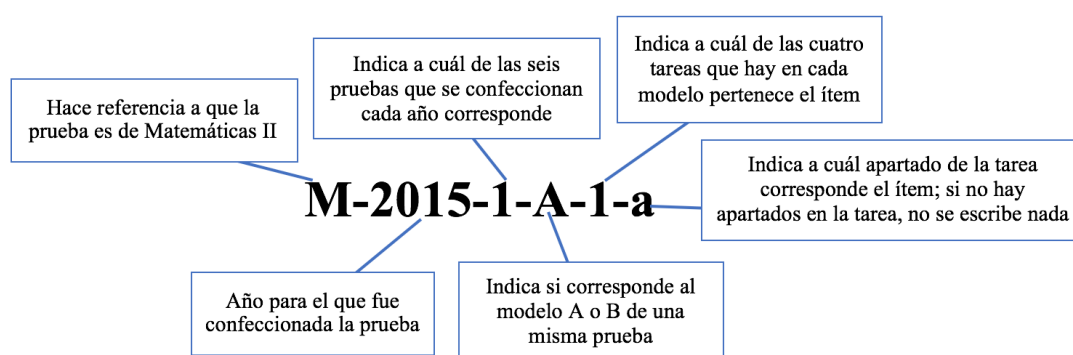 Indica a cuál de las cuatro
tareas que hay en cada
modelo pertenece el ítem
Indica a cuál de las seis
pruebas que se confeccionan
cada año corresponde
Hace referencia a que la
prueba es de Matemáticas II
Indica a cuál apartado de la tarea
corresponde el ítem; si no hay
apartados en la tarea, no se escribe nada
M-2015-1-A-1-a
Año para el que fue
confeccionada la prueba
Indica si corresponde al
modelo A o B de una
misma prueba